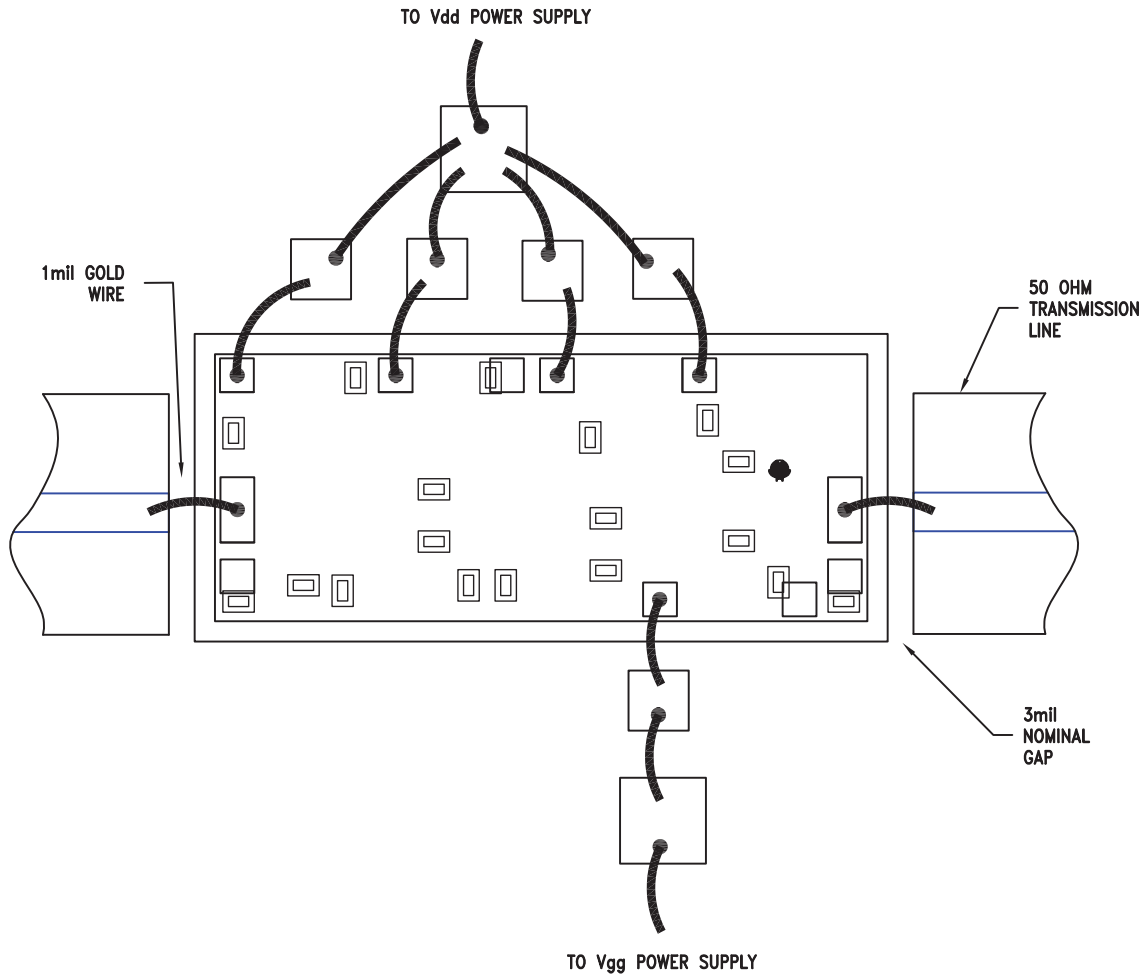 TO Vdd POWER SUPPLY
1mil GOLD
WIRE
50 OHM
TRANSMISSION
LINE
3mil
NOMINAL
GAP
TO Vgg POWER SUPPLY